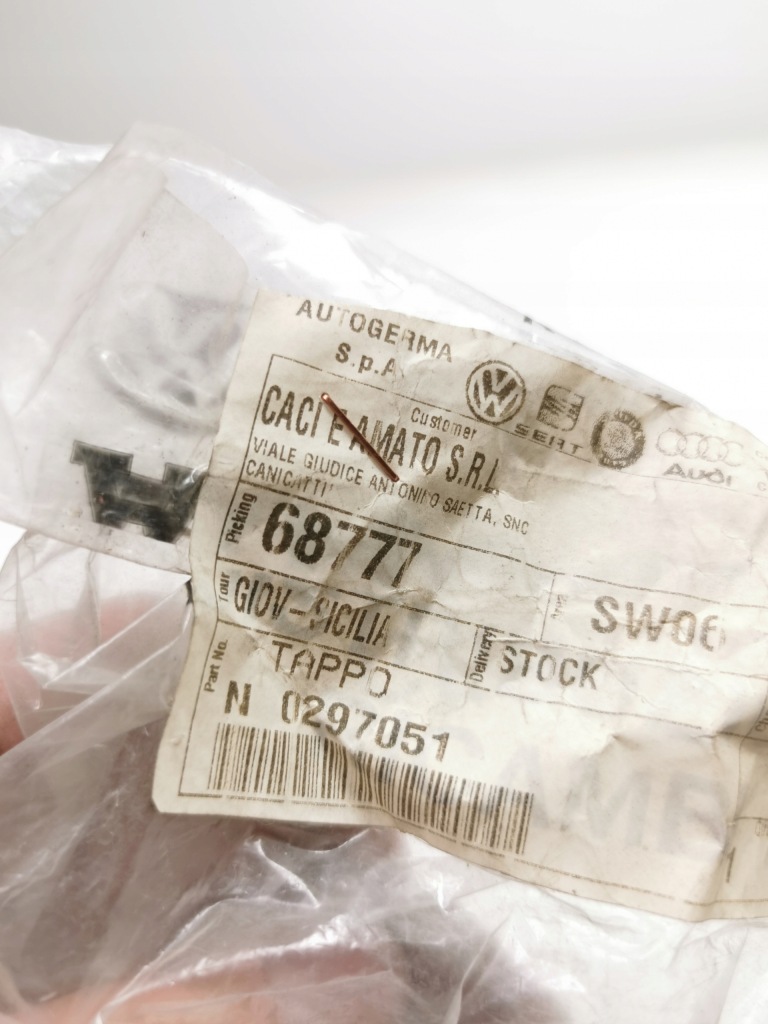 AUTOGERMA
S.p.A.
SEAT
AUDI
Customer
CACI E AMATO S.R.L.
VIALE GIUDICE ANTONINO SAETTA, SNC
CANICATTI'
Picking
68777
Area
SW06
Tour
GIOV-SICILIA
Delivery
STOCK
Part No.
TAPPO
N 0297051